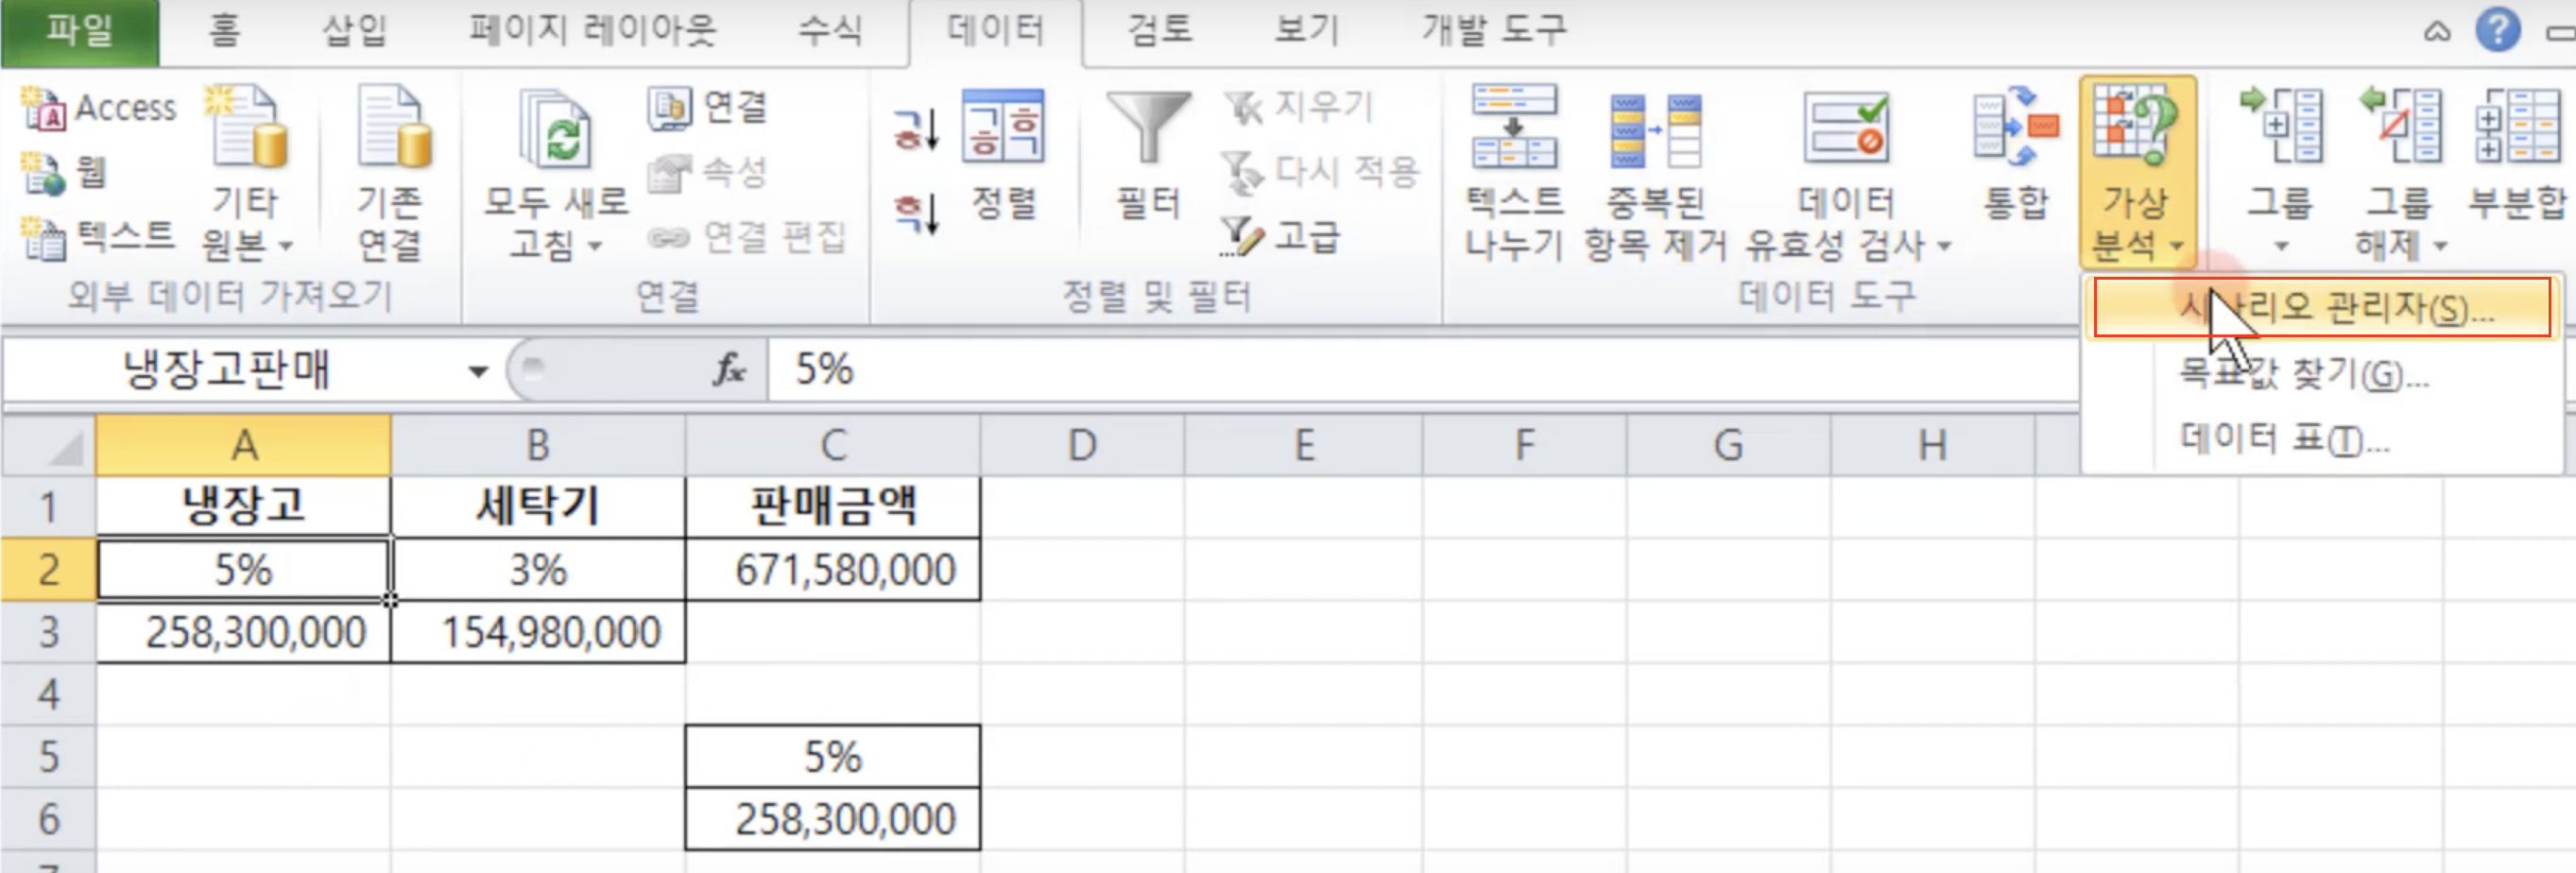 파일 홈 삽입 페이지 레이아웃 수식 데이터 검토 보기 개발 도구
Access
웹
텍스트
기타
원본
기존
연결
외부 데이터 가져오기
모두 새로
고침
연결
속성
연결 편집
연결
정렬
필터
지우기
다시 적용
고급
정렬 및 필터
텍스트
나누기
중복된
항목 제거
데이터
유효성 검사
통합
가상
분석
데이터 도구
그룹
그룹
해제
부분합
관리자(S)...
목표값 찾기(G)...
데이터 표(T)...
냉장고판매 fx 5%
A B C D E F G H
1 냉장고 세탁기 판매금액
2 5% 3% 671,580,000
3 258,300,000 154,980,000
4
5 5%
6 258,300,000